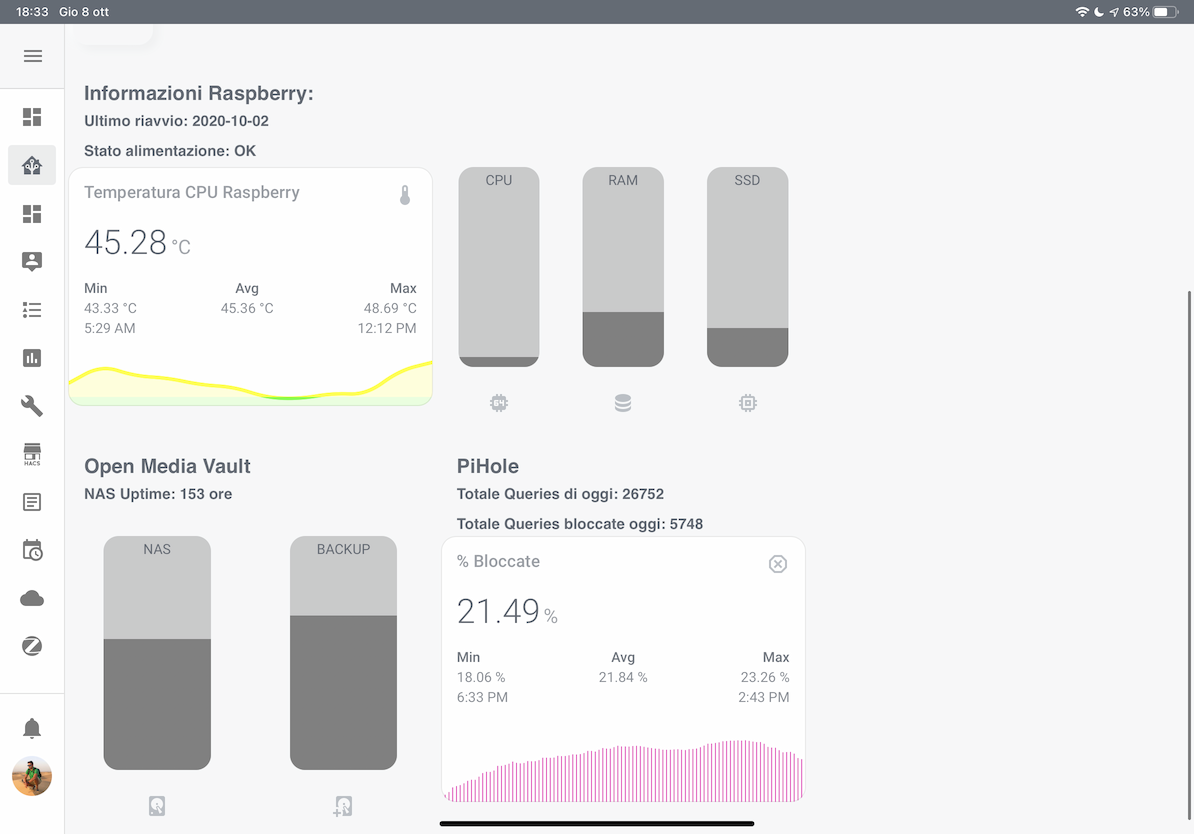 18:33 Gio 8 ott
63%
Informazioni Raspberry:
Ultimo riavvio: 2020-10-02
Stato alimentazione: OK
Temperatura CPU Raspberry
45.28 °C
Min Avg Max
43.33 °C 45.36 °C 48.69 °C
5:29 AM 12:12 PM
CPU RAM SSD
64
HACS
Open Media Vault
NAS Uptime: 153 ore
NAS BACKUP
PiHole
Totale Queries di oggi: 26752
Totale Queries bloccate oggi: 5748
% Bloccate
21.49 %
Min Avg Max
18.06 % 21.84 % 23.26 %
6:33 PM 2:43 PM